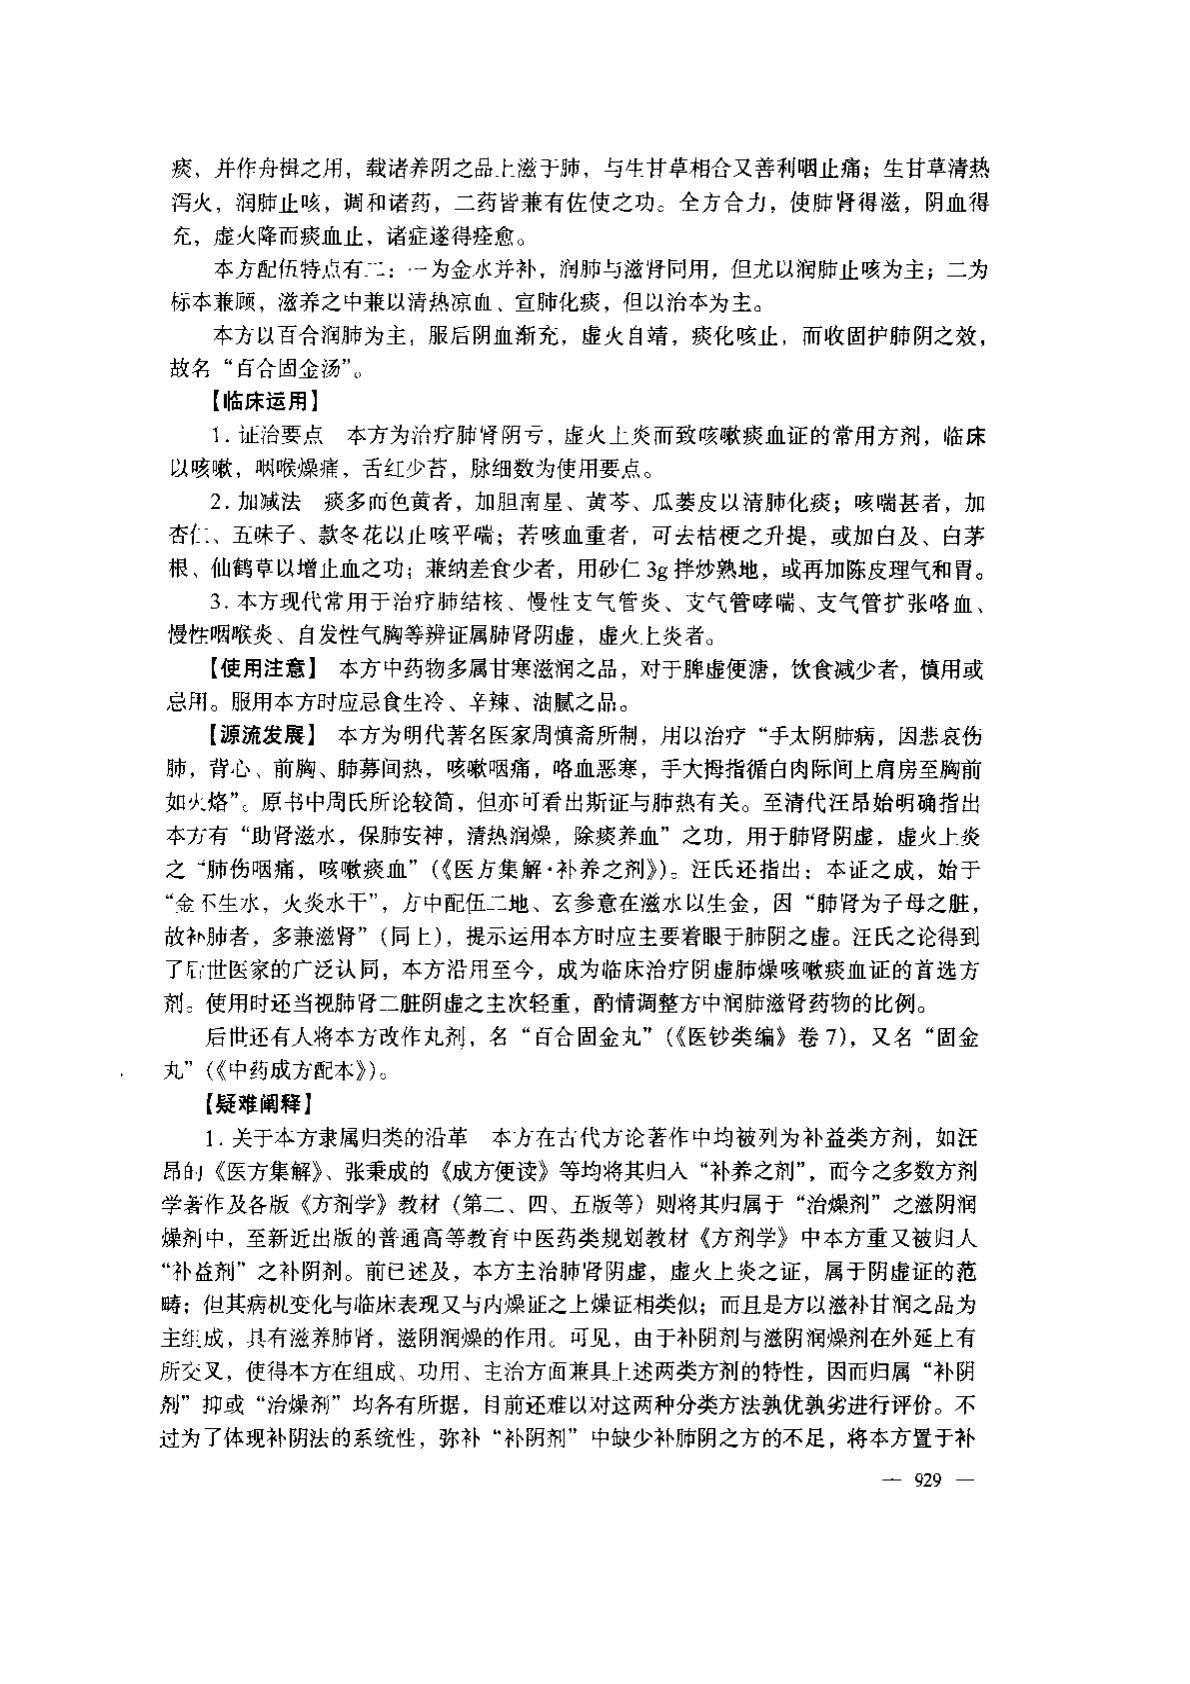 痰，并作舟楫之用，载诸养阴之品上滋于肺，与生甘草相合又善利咽止痛；生甘草清热
泻火，润肺止咳，调和诸药，二药皆兼有佐使之功。全方合力，使肺肾得滋，阴血得
充，虚火降而痰血止，诸症遂得痊愈。
本方配伍特点有二：一为金水并补，润肺与滋肾同用，但尤以润肺止咳为主；二为
标本兼顾，滋养之中兼以清热凉血、宣肺化痰，但以治本为主。
本方以百合润肺为主，服后阴血渐充，虚火自靖，痰化咳止，而收固护肺阴之效，
故名“百合固金汤”。
【临床运用】
1．证治要点　本方为治疗肺肾阴亏，虚火上炎而致咳嗽痰血证的常用方剂，临床
以咳嗽，咽喉燥痛，舌红少苔，脉细数为使用要点。
2．加减法　痰多而色黄者，加胆南星、黄芩、瓜蒌皮以清肺化痰；咳喘甚者，加
杏仁、五味子、款冬花以止咳平喘；若咳血重者，可去桔梗之升提，或加白及、白茅
根、仙鹤草以增止血之功；兼纳差食少者，用砂仁 3g 拌炒熟地，或再加陈皮理气和胃。
3．本方现代常用于治疗肺结核、慢性支气管炎、支气管哮喘、支气管扩张咯血、
慢性咽喉炎、自发性气胸等辨证属肺肾阴虚，虚火上炎者。
【使用注意】　本方中药物多属甘寒滋润之品，对于脾虚便溏，饮食减少者，慎用或
忌用。服用本方时应忌食生冷、辛辣、油腻之品。
【源流发展】　本方为明代著名医家周慎斋所制，用以治疗“手太阴肺病，因悲哀伤
肺，背心、前胸、肺募间热，咳嗽咽痛，咯血恶寒，手大拇指循白肉际间上肩房至胸前
如火烙”。原书中周氏所论较简，但亦可看出斯证与肺热有关。至清代汪昂始明确指出
本方有“助肾滋水，保肺安神，清热润燥，除痰养血”之功，用于肺肾阴虚，虚火上炎
之“肺伤咽痛，咳嗽痰血”（《医方集解·补养之剂》）。汪氏还指出：本证之成，始于
“金不生水，火炎水干”，方中配伍二地、玄参意在滋水以生金，因“肺肾为子母之脏，
故补肺者，多兼滋肾”（同上），提示运用本方时应主要着眼于肺阴之虚。汪氏之论得到
了后世医家的广泛认同，本方沿用至今，成为临床治疗阴虚肺燥咳嗽痰血证的首选方
剂。使用时还当视肺肾二脏阴虚之主次轻重，酌情调整方中润肺滋肾药物的比例。
后世还有人将本方改作丸剂，名“百合固金丸”（《医钞类编》卷 7），又名“固金
丸”（《中药成方配本》）。
【疑难阐释】
1．关于本方隶属归类的沿革　本方在古代方论著作中均被列为补益类方剂，如汪
昂的《医方集解》、张秉成的《成方便读》等均将其归入“补养之剂”，而今之多数方剂
学著作及各版《方剂学》教材（第二、四、五版等）则将其归属于“治燥剂”之滋阴润
燥剂中，至新近出版的普通高等教育中医药类规划教材《方剂学》中本方重又被归入
“补益剂”之补阴剂。前已述及，本方主治肺肾阴虚，虚火上炎之证，属于阴虚证的范
畴；但其病机变化与临床表现又与内燥证之上燥证相类似；而且是方以滋补甘润之品为
主组成，具有滋养肺肾，滋阴润燥的作用。可见，由于补阴剂与滋阴润燥剂在外延上有
所交叉，使得本方在组成、功用、主治方面兼具上述两类方剂的特性，因而归属“补阴
剂”抑或“治燥剂”均各有所据，目前还难以对这两种分类方法孰优孰劣进行评价。不
过为了体现补阴法的系统性，弥补“补阴剂”中缺少补肺阴之方的不足，将本方置于补
— 929 —